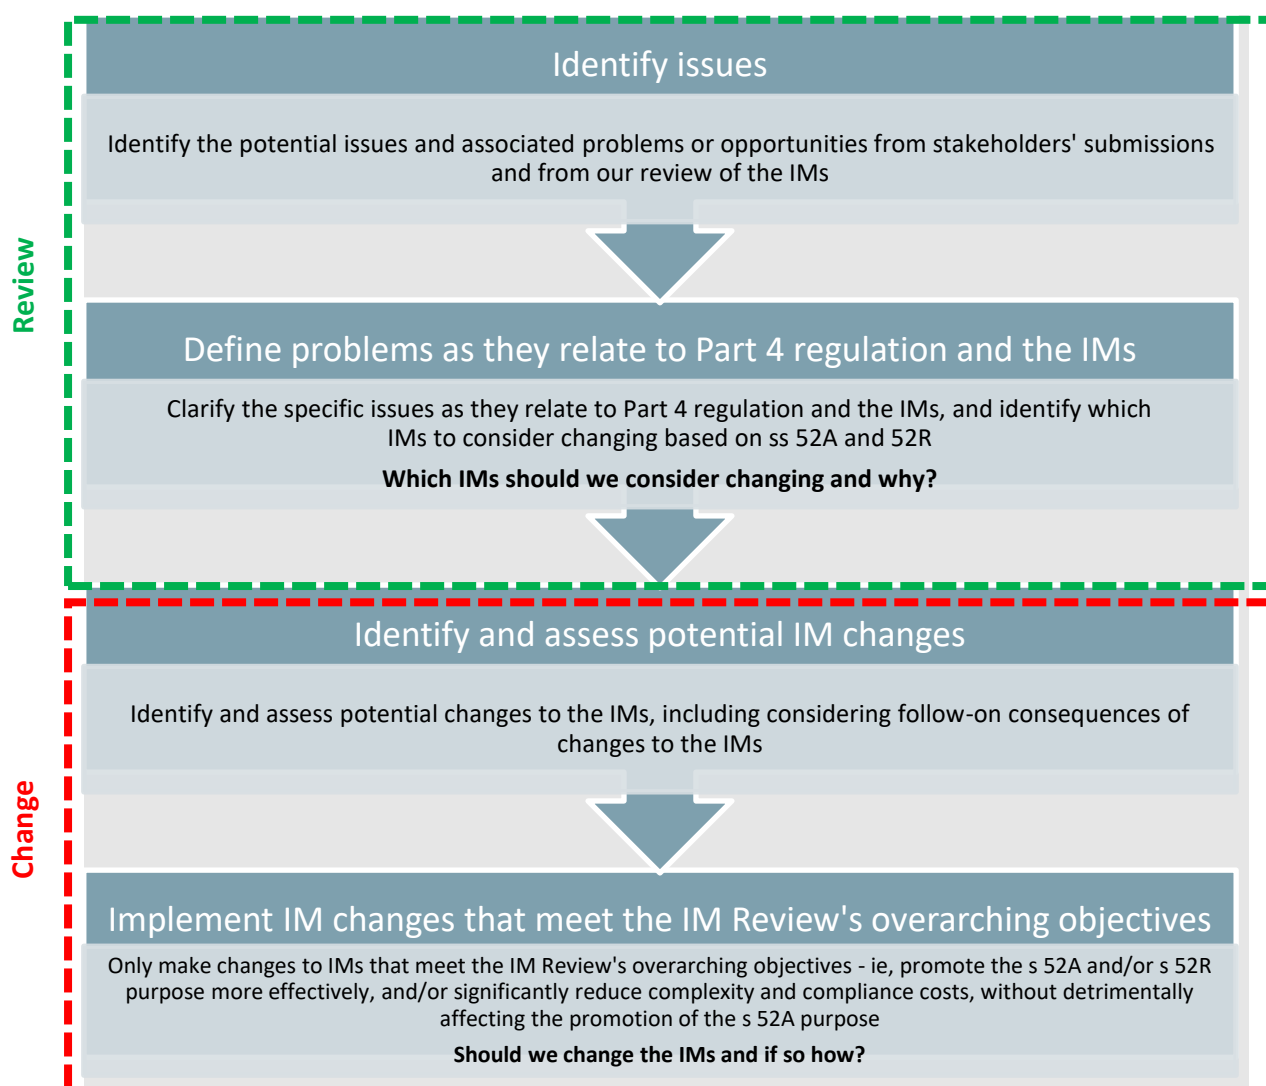 Review
Identify issues
Identify the potential issues and associated problems or opportunities from stakeholders' submissions
and from our review of the IMs
Define problems as they relate to Part 4 regulation and the IMs
Clarify the specific issues as they relate to Part 4 regulation and the IMs, and identify which
IMs to consider changing based on ss 52A and 52R
Which IMs should we consider changing and why?
Change
Identify and assess potential IM changes
Identify and assess potential changes to the IMs, including considering follow-on consequences of
changes to the IMs
Implement IM changes that meet the IM Review's overarching objectives
Only make changes to IMs that meet the IM Review's overarching objectives - ie, promote the s 52A and/or s 52R
purpose more effectively, and/or significantly reduce complexity and compliance costs, without detrimentally
affecting the promotion of the s 52A purpose
Should we change the IMs and if so how?